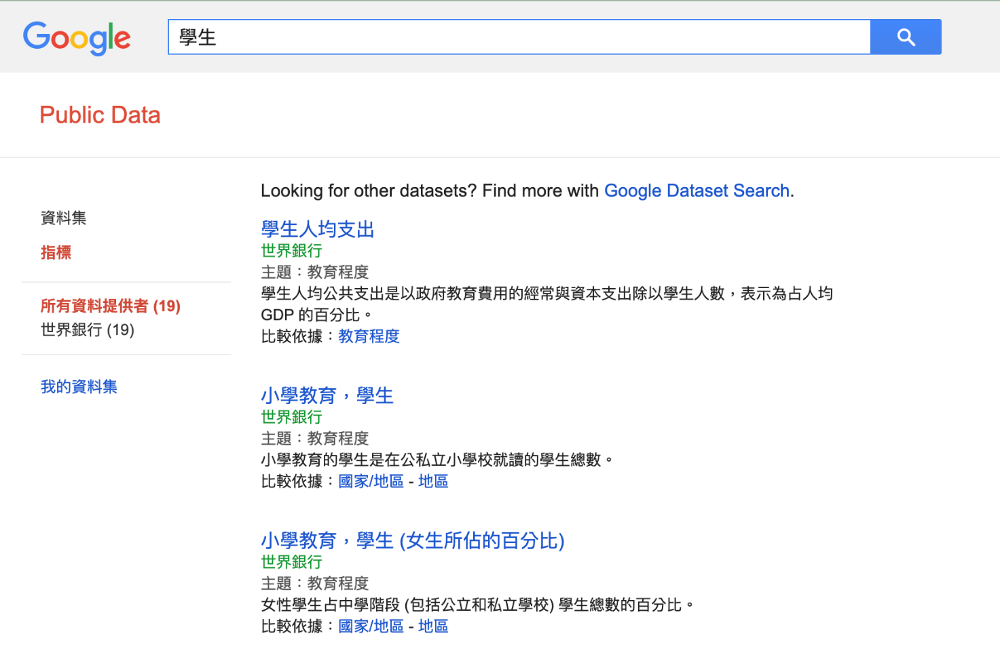 Google
學生
Public Data
資料集
指標
所有資料提供者 (19)
世界銀行 (19)
我的資料集
Looking for other datasets? Find more with Google Dataset Search.
學生人均支出
世界銀行
主題：教育程度
學生人均公共支出是以政府教育費用的經常與資本支出除以學生人數，表示為占人均
GDP 的百分比。
比較依據：教育程度
小學教育，學生
世界銀行
主題：教育程度
小學教育的學生是在公私立小學校就讀的學生總數。
比較依據：國家/地區 - 地區
小學教育，學生 (女生所佔的百分比)
世界銀行
主題：教育程度
女性學生占中學階段 (包括公立和私立學校) 學生總數的百分比。
比較依據：國家/地區 - 地區